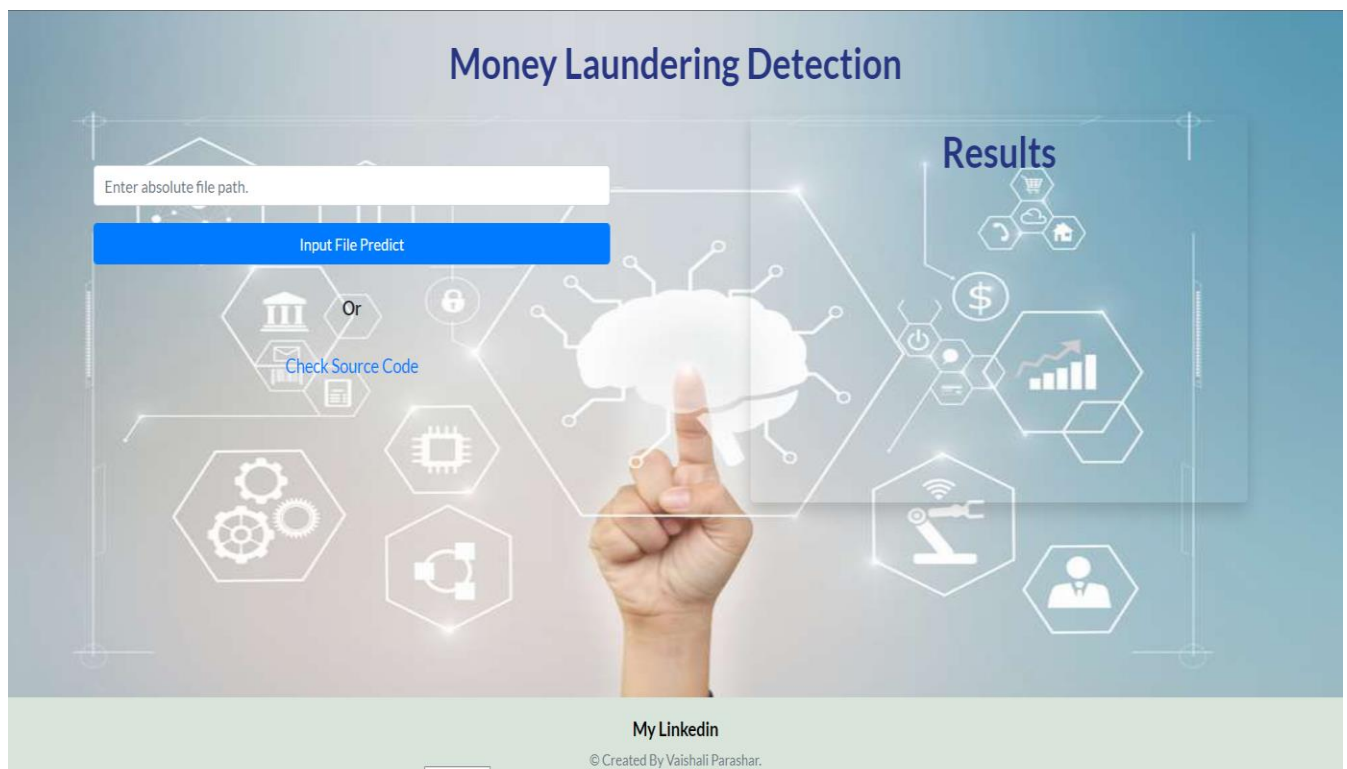 Money Laundering Detection
Results
Enter absolute file path.
Input File Predict
Or
Check Source Code
My Linkedin
© Created By Vaishali Parashar.